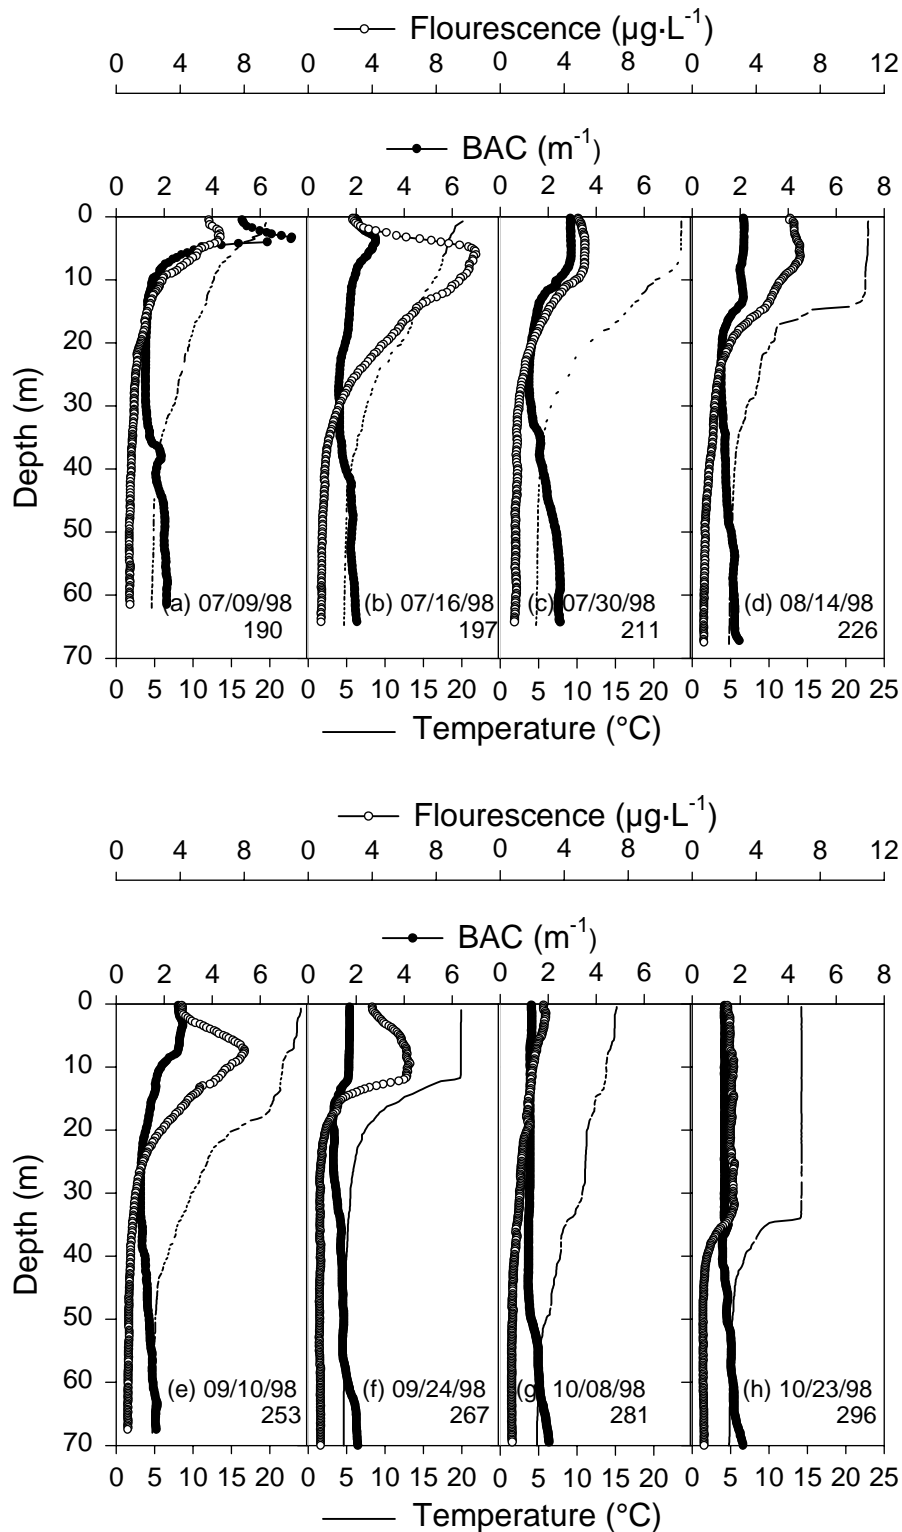 Flourescence (µg·L-1)
0 4 8 0 4 8 0 4 8 0 4 8 12
BAC (m-1)
0 2 4 6 0 2 4 6 0 2 4 6 0 2 4 6 8
0
10
20
30
40
50
60
70
Depth (m)
(a) 07/09/98
190
(b) 07/16/98
197
(c) 07/30/98
211
(d) 08/14/98
226
0 5 10 15 20 0 5 10 15 20 0 5 10 15 20 0 5 10 15 20 25
Temperature (°C)
Flourescence (µg·L-1)
0 4 8 0 4 8 0 4 8 0 4 8 12
BAC (m-1)
0 2 4 6 0 2 4 6 0 2 4 6 0 2 4 6 8
0
10
20
30
40
50
60
70
Depth (m)
(e) 09/10/98
253
(f) 09/24/98
267
(g) 10/08/98
281
(h) 10/23/98
296
0 5 10 15 20 0 5 10 15 20 0 5 10 15 20 0 5 10 15 20 25
Temperature (°C)